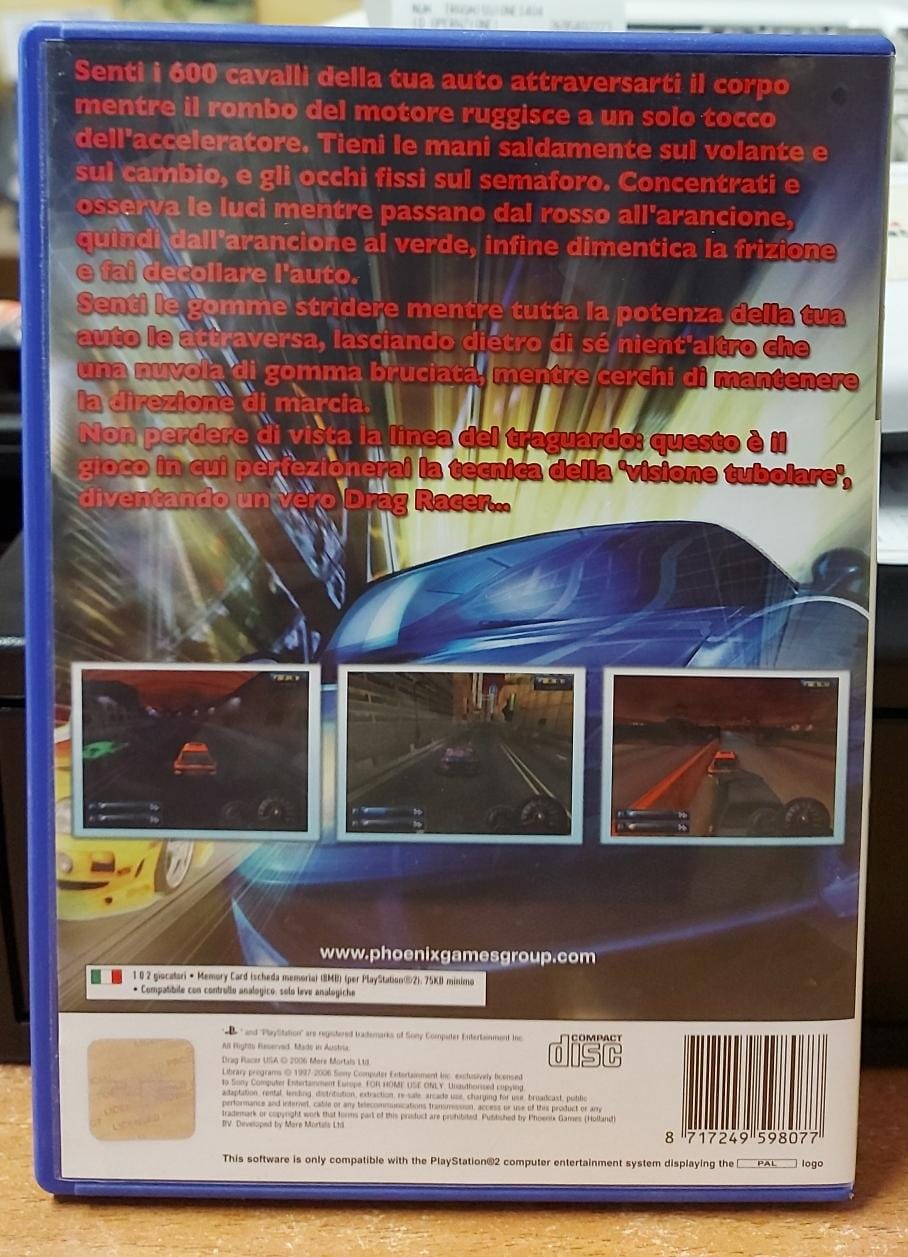 Senti i 600 cavalli della tua auto attraversarti il corpo
mentre il rombo del motore ruggisce a un solo tocco
dell'acceleratore. Tieni le mani saldamente sul volante e
sul cambio, e gli occhi fissi sul semaforo. Concentrati e
osserva le luci mentre passano dal rosso all'arancione,
quindi dall'arancione al verde, infine dimentica la frizione
e fai decollare l'auto.
Senti le gomme stridere mentre tutta la potenza della tua
auto le attraversa, lasciando dietro di sé nient'altro che
una nuvola di gomma bruciata, mentre cerchi di mantenere
la direzione di marcia.
Non perdere di vista la linea del traguardo: questo è il
gioco in cui perfezionerai la tecnica della 'visione tubolare',
diventando un vero Drag Racer...
www.phoenixgamesgroup.com
1 O 2 giocatori • Memory Card (scheda memoria) (8MB) (per PlayStation®2): 75KB minimo
• Compatibile con controllo analogico: solo leve analogiche
" " and "PlayStation" are registered trademarks of Sony Computer Entertainment Inc.
All Rights Reserved. Made in Austria.
Drag Racer USA © 2006 Mere Mortals Ltd.
Library programs © 1997-2006 Sony Computer Entertainment Inc. exclusively licensed
to Sony Computer Entertainment Europe. FOR HOME USE ONLY. Unauthorised copying,
adaptation, rental, lending, distribution, extraction, re-sale, arcade use, charging for use, broadcast, public
performance and internet, cable or any telecommunications transmission, access or use of this product or any
trademark or copyright work that forms part of this product are prohibited. Published by Phoenix Games (Holland)
BV. Developed by Mere Mortals Ltd.
COMPACT
disc
8 717249 598077
This software is only compatible with the PlayStation®2 computer entertainment system displaying the PAL logo